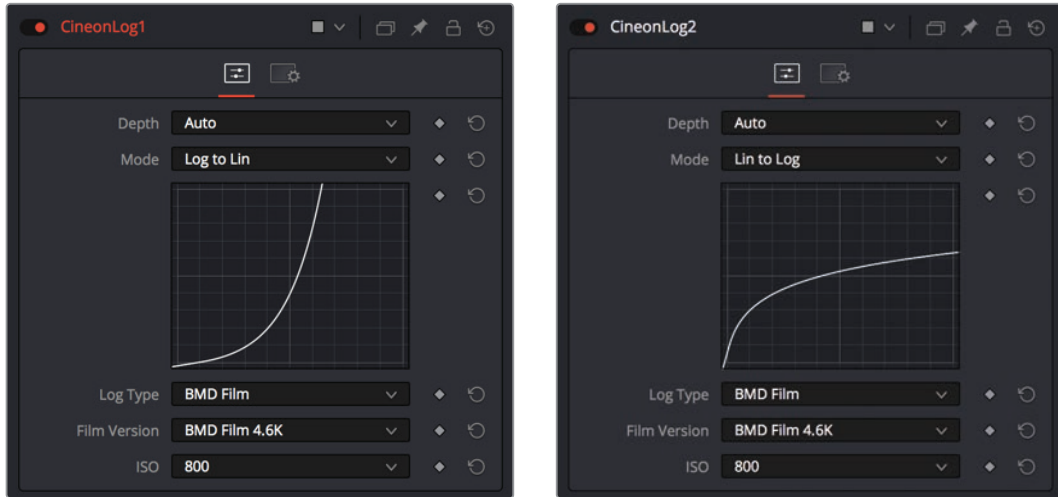 CineonLog1
Depth Auto
Mode Log to Lin
Log Type BMD Film
Film Version BMD Film 4.6K
ISO 800
CineonLog2
Depth Auto
Mode Lin to Log
Log Type BMD Film
Film Version BMD Film 4.6K
ISO 800